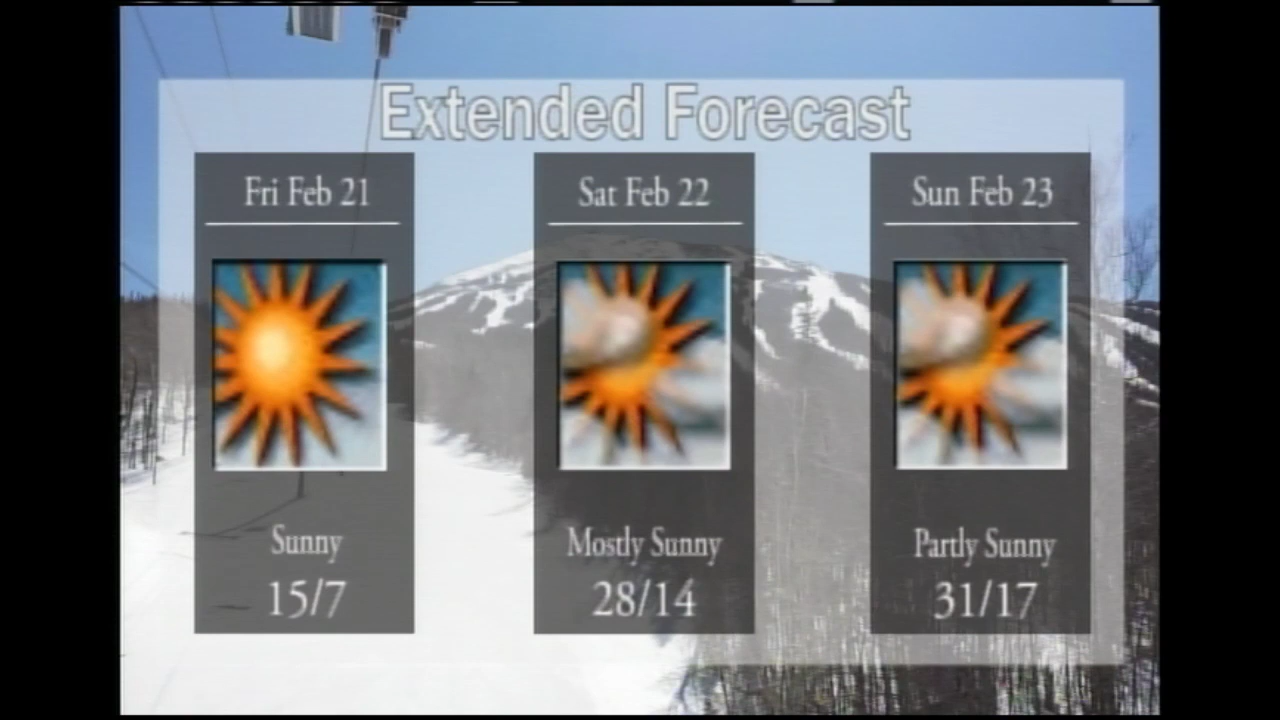 Extended Forecast
Fri Feb 21
Sunny
15/7
Sat Feb 22
Mostly Sunny
28/14
Sun Feb 23
Partly Sunny
31/17